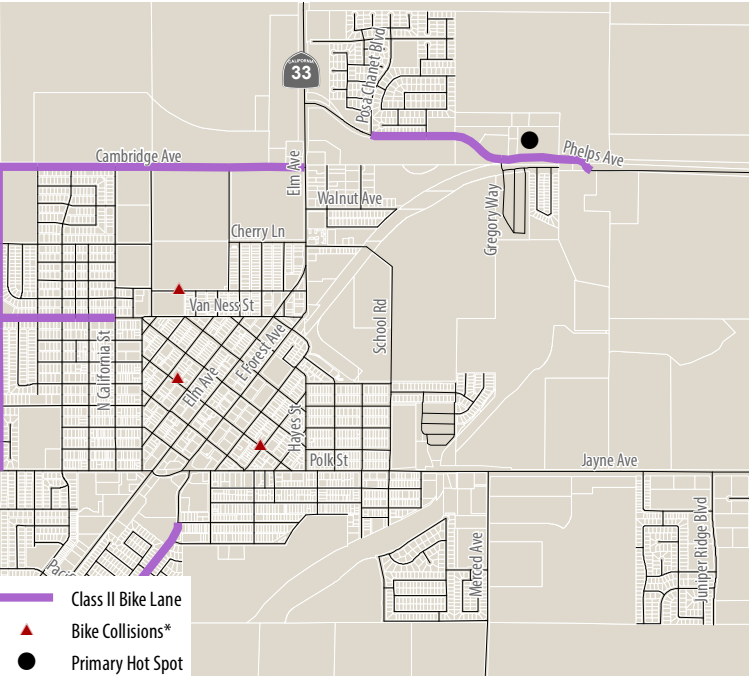 CALIFORNIA
33
Posa Chanet Blvd
Phelps Ave
Cambridge Ave
Elm Ave
Walnut Ave
Gregory Way
Cherry Ln
Van Ness St
School Rd
E Forest Ave
N California St
Elm Ave
Hayes St
Polk St
Jayne Ave
Juniper Ridge Blvd
Merced Ave
Class II Bike Lane
Bike Collisions*
Primary Hot Spot